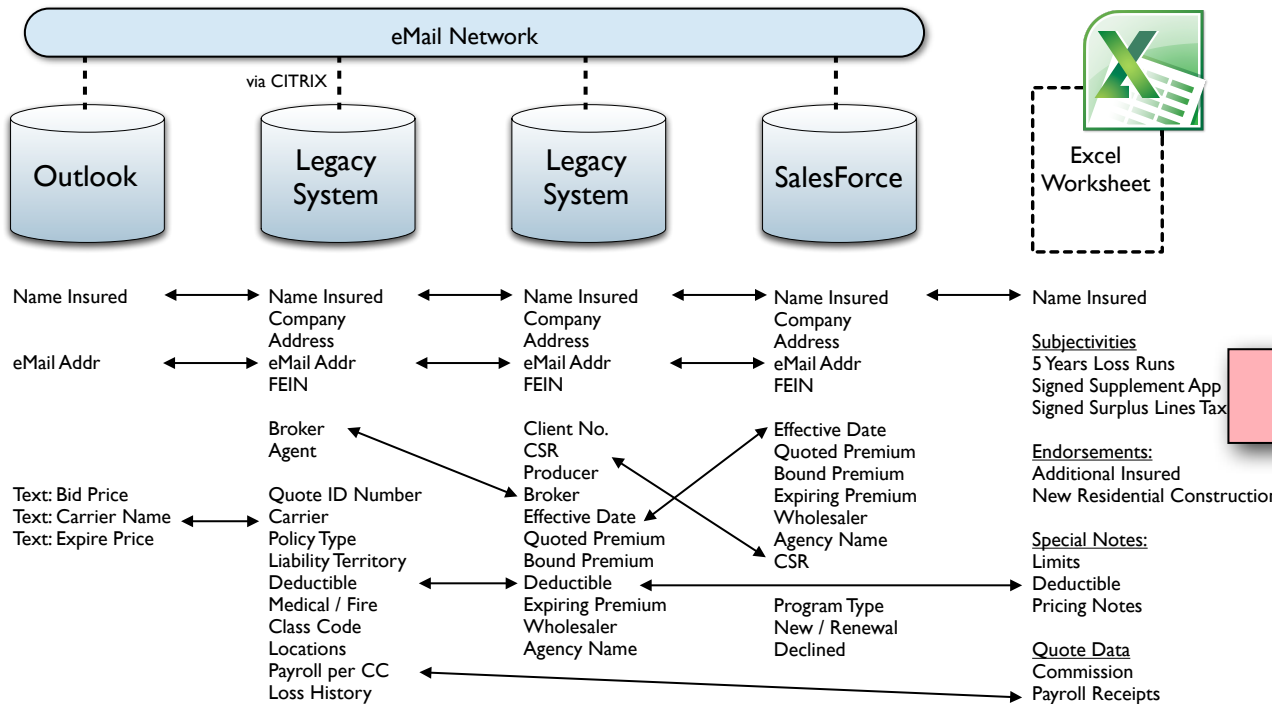 eMail Network
via CITRIX
Outlook
Legacy
System
Legacy
System
SalesForce
X
Excel
Worksheet
Name Insured
eMail Addr
Text: Bid Price
Text: Carrier Name
Text: Expire Price
Name Insured
Company
Address
eMail Addr
FEIN
Broker
Agent
Quote ID Number
Carrier
Policy Type
Liability Territory
Deductible
Medical / Fire
Class Code
Locations
Payroll per CC
Loss History
Name Insured
Company
Address
eMail Addr
FEIN
Client No.
CSR
Producer
Broker
Effective Date
Quoted Premium
Bound Premium
Deductible
Expiring Premium
Wholesaler
Agency Name
Name Insured
Company
Address
eMail Addr
FEIN
Effective Date
Quoted Premium
Bound Premium
Expiring Premium
Wholesaler
Agency Name
CSR
Program Type
New / Renewal
Declined
Name Insured
Subjectivities
5 Years Loss Runs
Signed Supplement App
Signed Surplus Lines Tax
Endorsements:
Additional Insured
New Residential Construction
Special Notes:
Limits
Deductible
Pricing Notes
Quote Data
Commission
Payroll Receipts